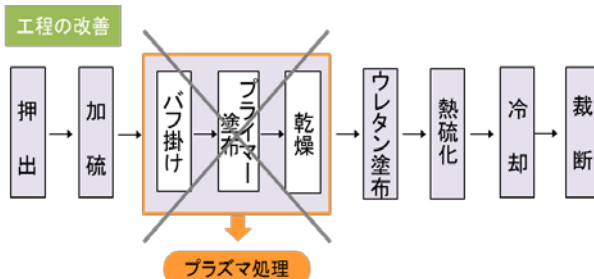 工程の改善
押出
加硫
バフ掛け
プライマー
塗布
乾燥
ウレタン塗布
熱硫化
冷却
裁断
プラズマ処理